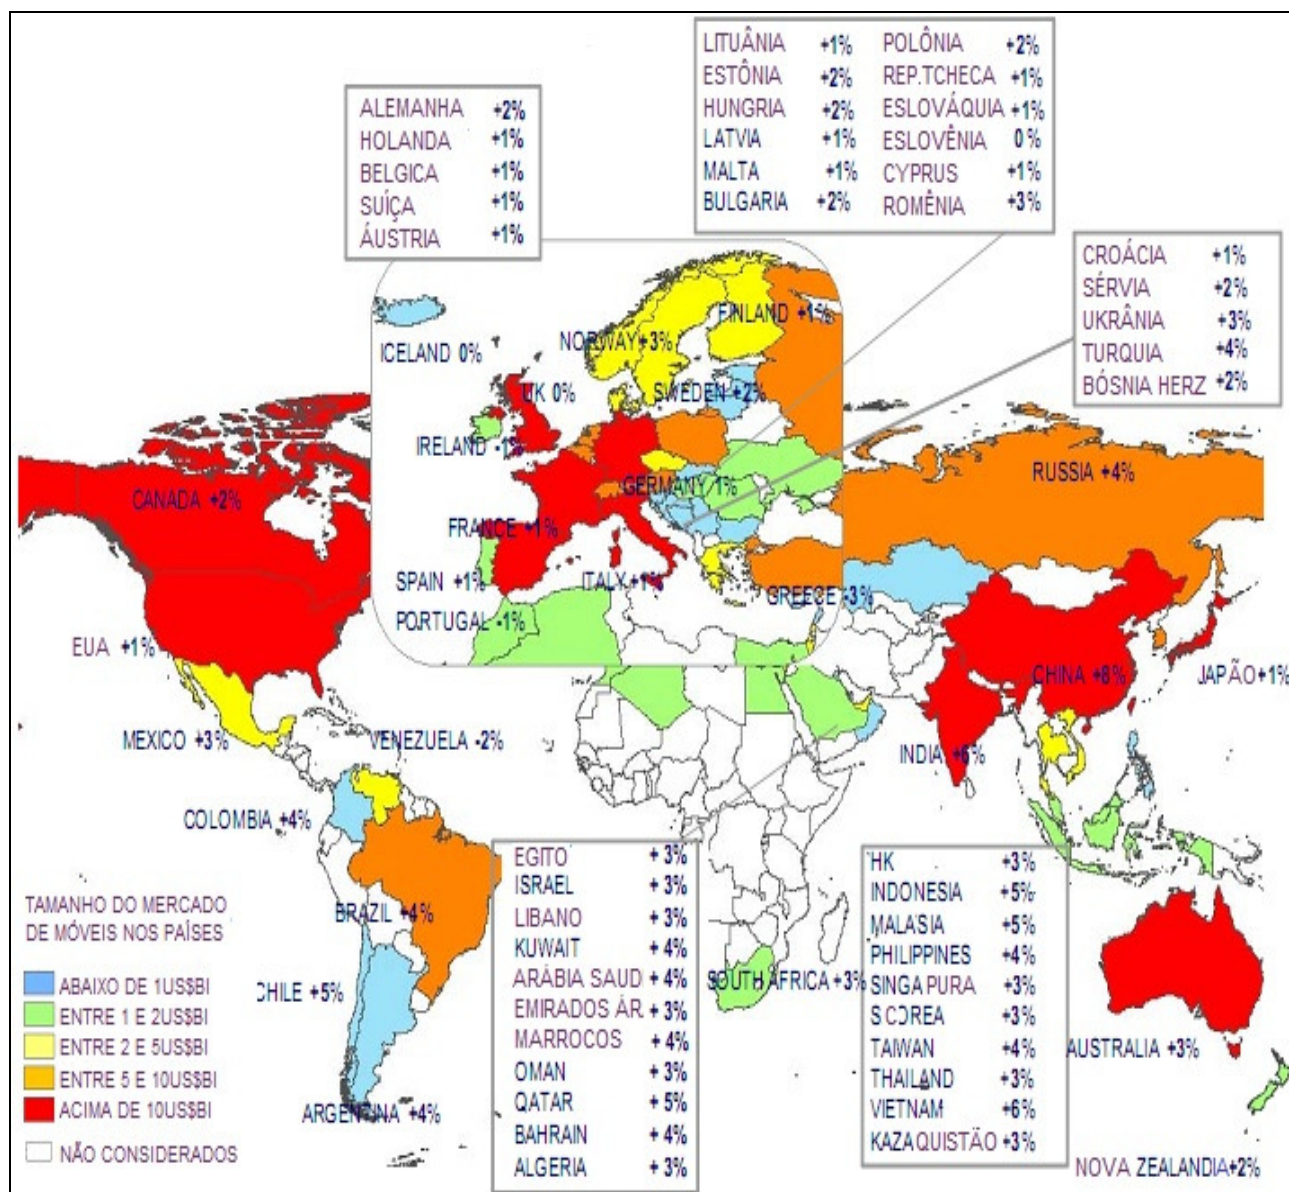 LITUÂNIA +1% POLÔNIA +2%
ESTÔNIA +2% REP.TCHECA +1%
HUNGRIA +2% ESLOVÁQUIA +1%
LATVIA +1% ESLOVÊNIA 0%
MALTA +1% CYPRUS +1%
BULGARIA +2% ROMÊNIA +3%
ALEMANHA +2%
HOLANDA +1%
BELGICA +1%
SUÍÇA +1%
ÁUSTRIA +1%
CROÁCIA +1%
SÉRVIA +2%
UKRÂNIA +3%
TURQUIA +4%
BÓSNIA HERZ +2%
FINLAND +1%
ICELAND 0%
NORWAY +3%
UK 0%
SWEDEN +2%
IRELAND -1%
GERMANY 1%
RUSSIA +4%
CANADA +2%
FRANCE +1%
SPAIN +1%
ITALY +1%
GREECE -3%
PORTUGAL -1%
EUA +1%
CHINA +8%
JAPÃO +1%
MEXICO +3%
VENEZUELA -2%
INDIA +6%
COLOMBIA +4%
BRAZIL +4%
CHILE +5%
ARGENTINA +4%
SOUTH AFRICA +3%
AUSTRALIA +3%
NOVA ZEALANDIA +2%
EGITO + 3%
ISRAEL + 3%
LIBANO + 3%
KUWAIT + 4%
ARÁBIA SAUD + 4%
EMIRADOS ÁR. + 3%
MARROCOS + 4%
OMAN + 3%
QATAR + 5%
BAHRAIN + 4%
ALGERIA + 3%
HK +3%
INDONESIA +5%
MALASIA +5%
PHILIPPINES +4%
SINGAPURA +3%
S COREA +3%
TAIWAN +4%
THAILAND +3%
VIETNAM +6%
KAZAQUISTÃO +3%
TAMANHO DO MERCADO
DE MÓVEIS NOS PAÍSES
ABAIXO DE 1US$BI
ENTRE 1 E 2US$BI
ENTRE 2 E 5US$BI
ENTRE 5 E 10US$BI
ACIMA DE 10US$BI
NÃO CONSIDERADOS